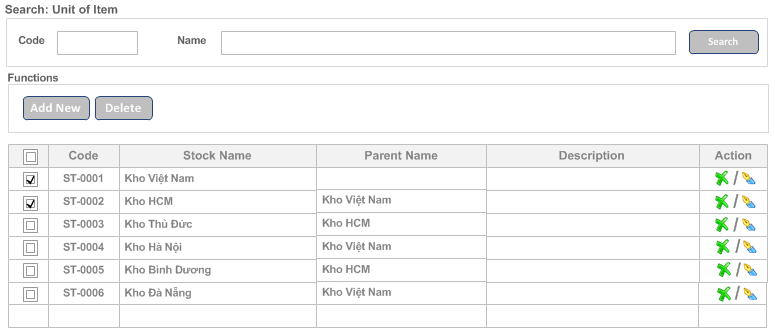 Search: Unit of Item
Code Name Search
Functions
Add New Delete
Code Stock Name Parent Name Description Action
ST-0001 Kho Việt Nam /
ST-0002 Kho HCM Kho Việt Nam /
ST-0003 Kho Thủ Đức Kho HCM /
ST-0004 Kho Hà Nội Kho Việt Nam /
ST-0005 Kho Bình Dương Kho HCM /
ST-0006 Kho Đà Nẵng Kho Việt Nam /